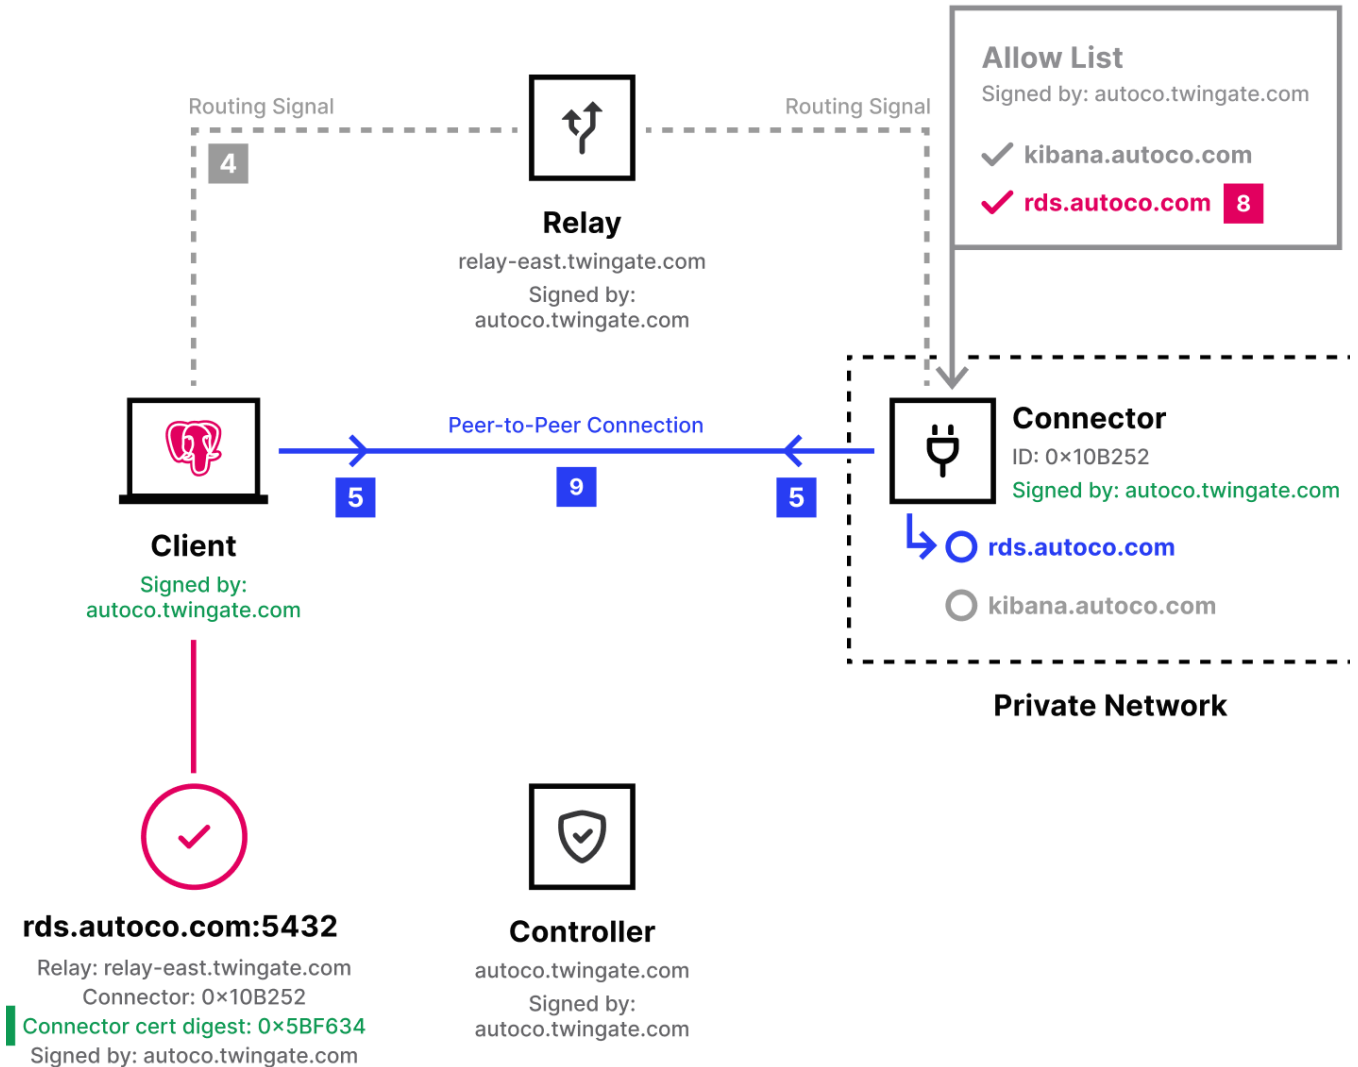 Allow List
Signed by: autoco.twingate.com
kibana.autoco.com
rds.autoco.com 8
Routing Signal
Routing Signal
4
Relay
relay-east.twingate.com
Signed by:
autoco.twingate.com
Peer-to-Peer Connection
5
9
5
Connector
ID: 0×10B252
Signed by: autoco.twingate.com
rds.autoco.com
kibana.autoco.com
Private Network
Client
Signed by:
autoco.twingate.com
rds.autoco.com:5432
Relay: relay-east.twingate.com
Connector: 0×10B252
Connector cert digest: 0×5BF634
Signed by: autoco.twingate.com
Controller
autoco.twingate.com
Signed by:
autoco.twingate.com